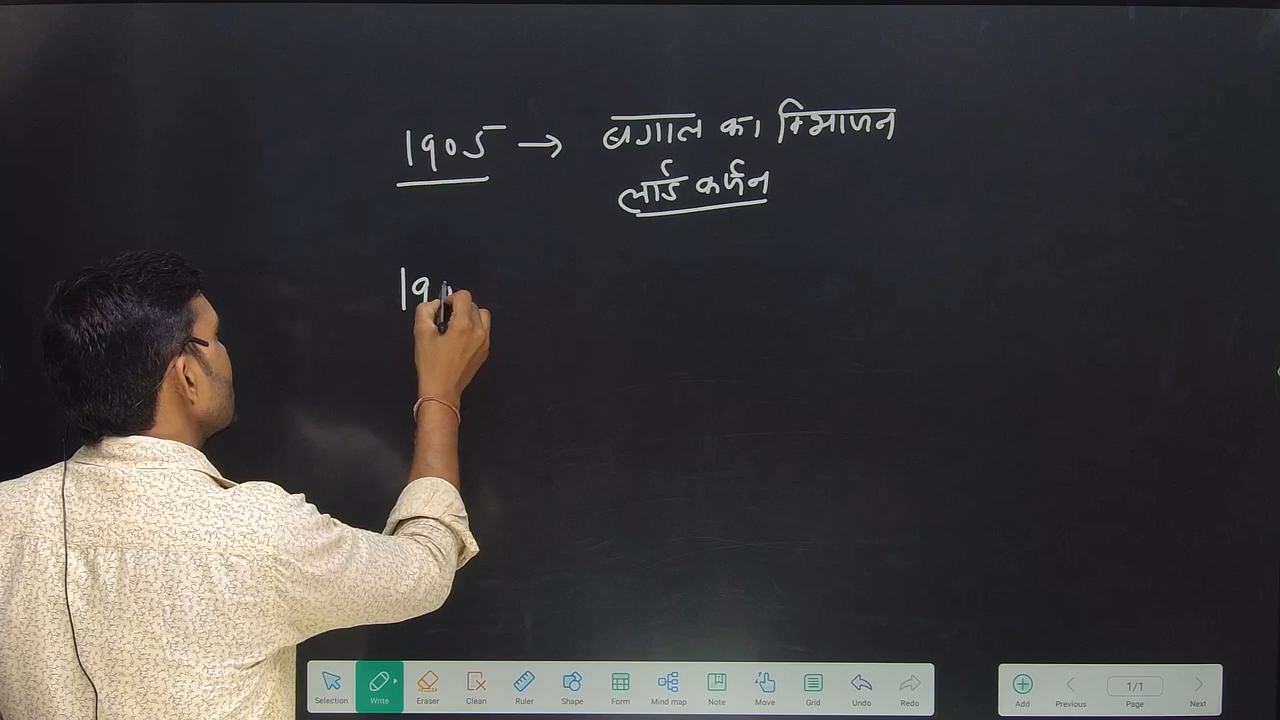 1905 → बगाल का विभाजन
लार्ड कर्जन
19
Selection Write Eraser Clean Ruler Shape Form Mind map Note Move Grid Undo Redo
Add Previous 1/1 Page Next